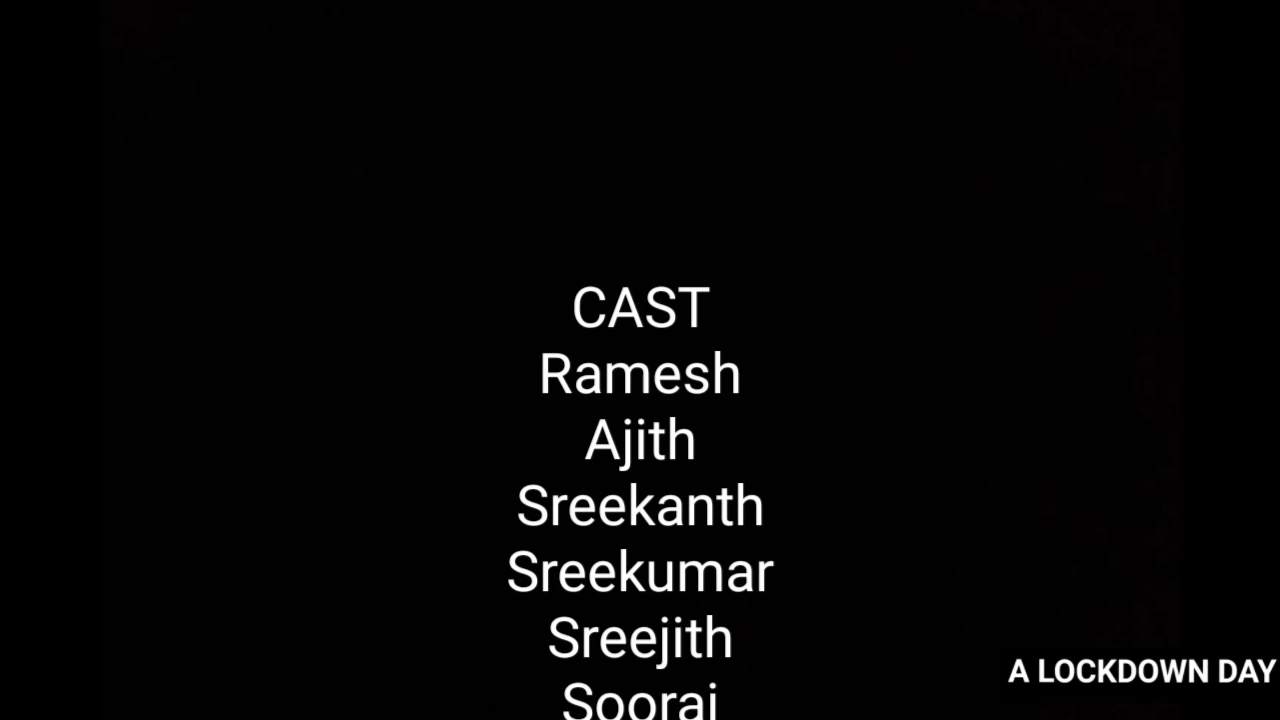 CAST
Ramesh
Ajith
Sreekanth
Sreekumar
Sreejith
Sooraj
A LOCKDOWN DAY